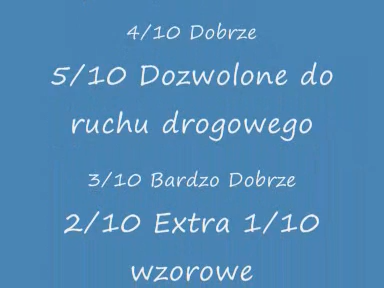 4/10 Dobrze
5/10 Dozwolone do
ruchu drogowego
3/10 Bardzo Dobrze
2/10 Extra 1/10
wzorowe